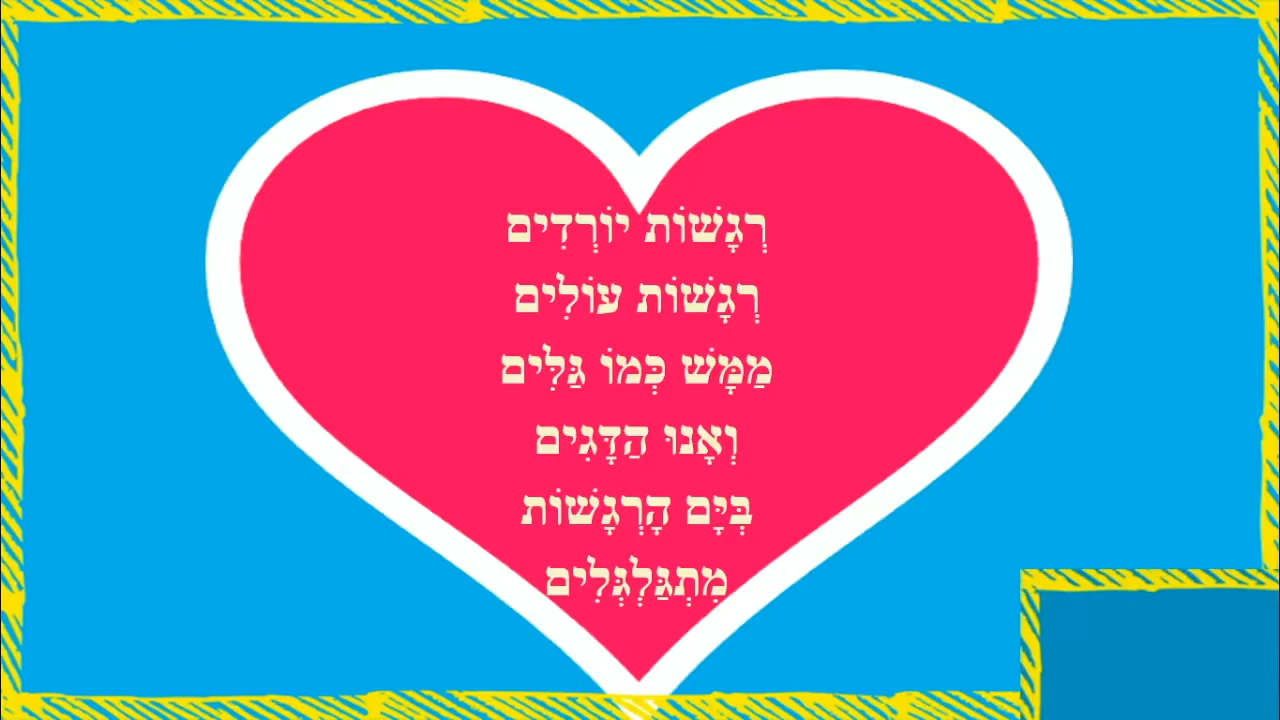 רְגָשׁוֹת יוֹרְדִים
רְגָשׁוֹת עוֹלִים
מַמָּשׁ כְּמוֹ גַּלִּים
וְאָנוּ הַדָּגִים
בְּיָּם הָרְגָשׁוֹת
מִתְגַּלְגְּלִים